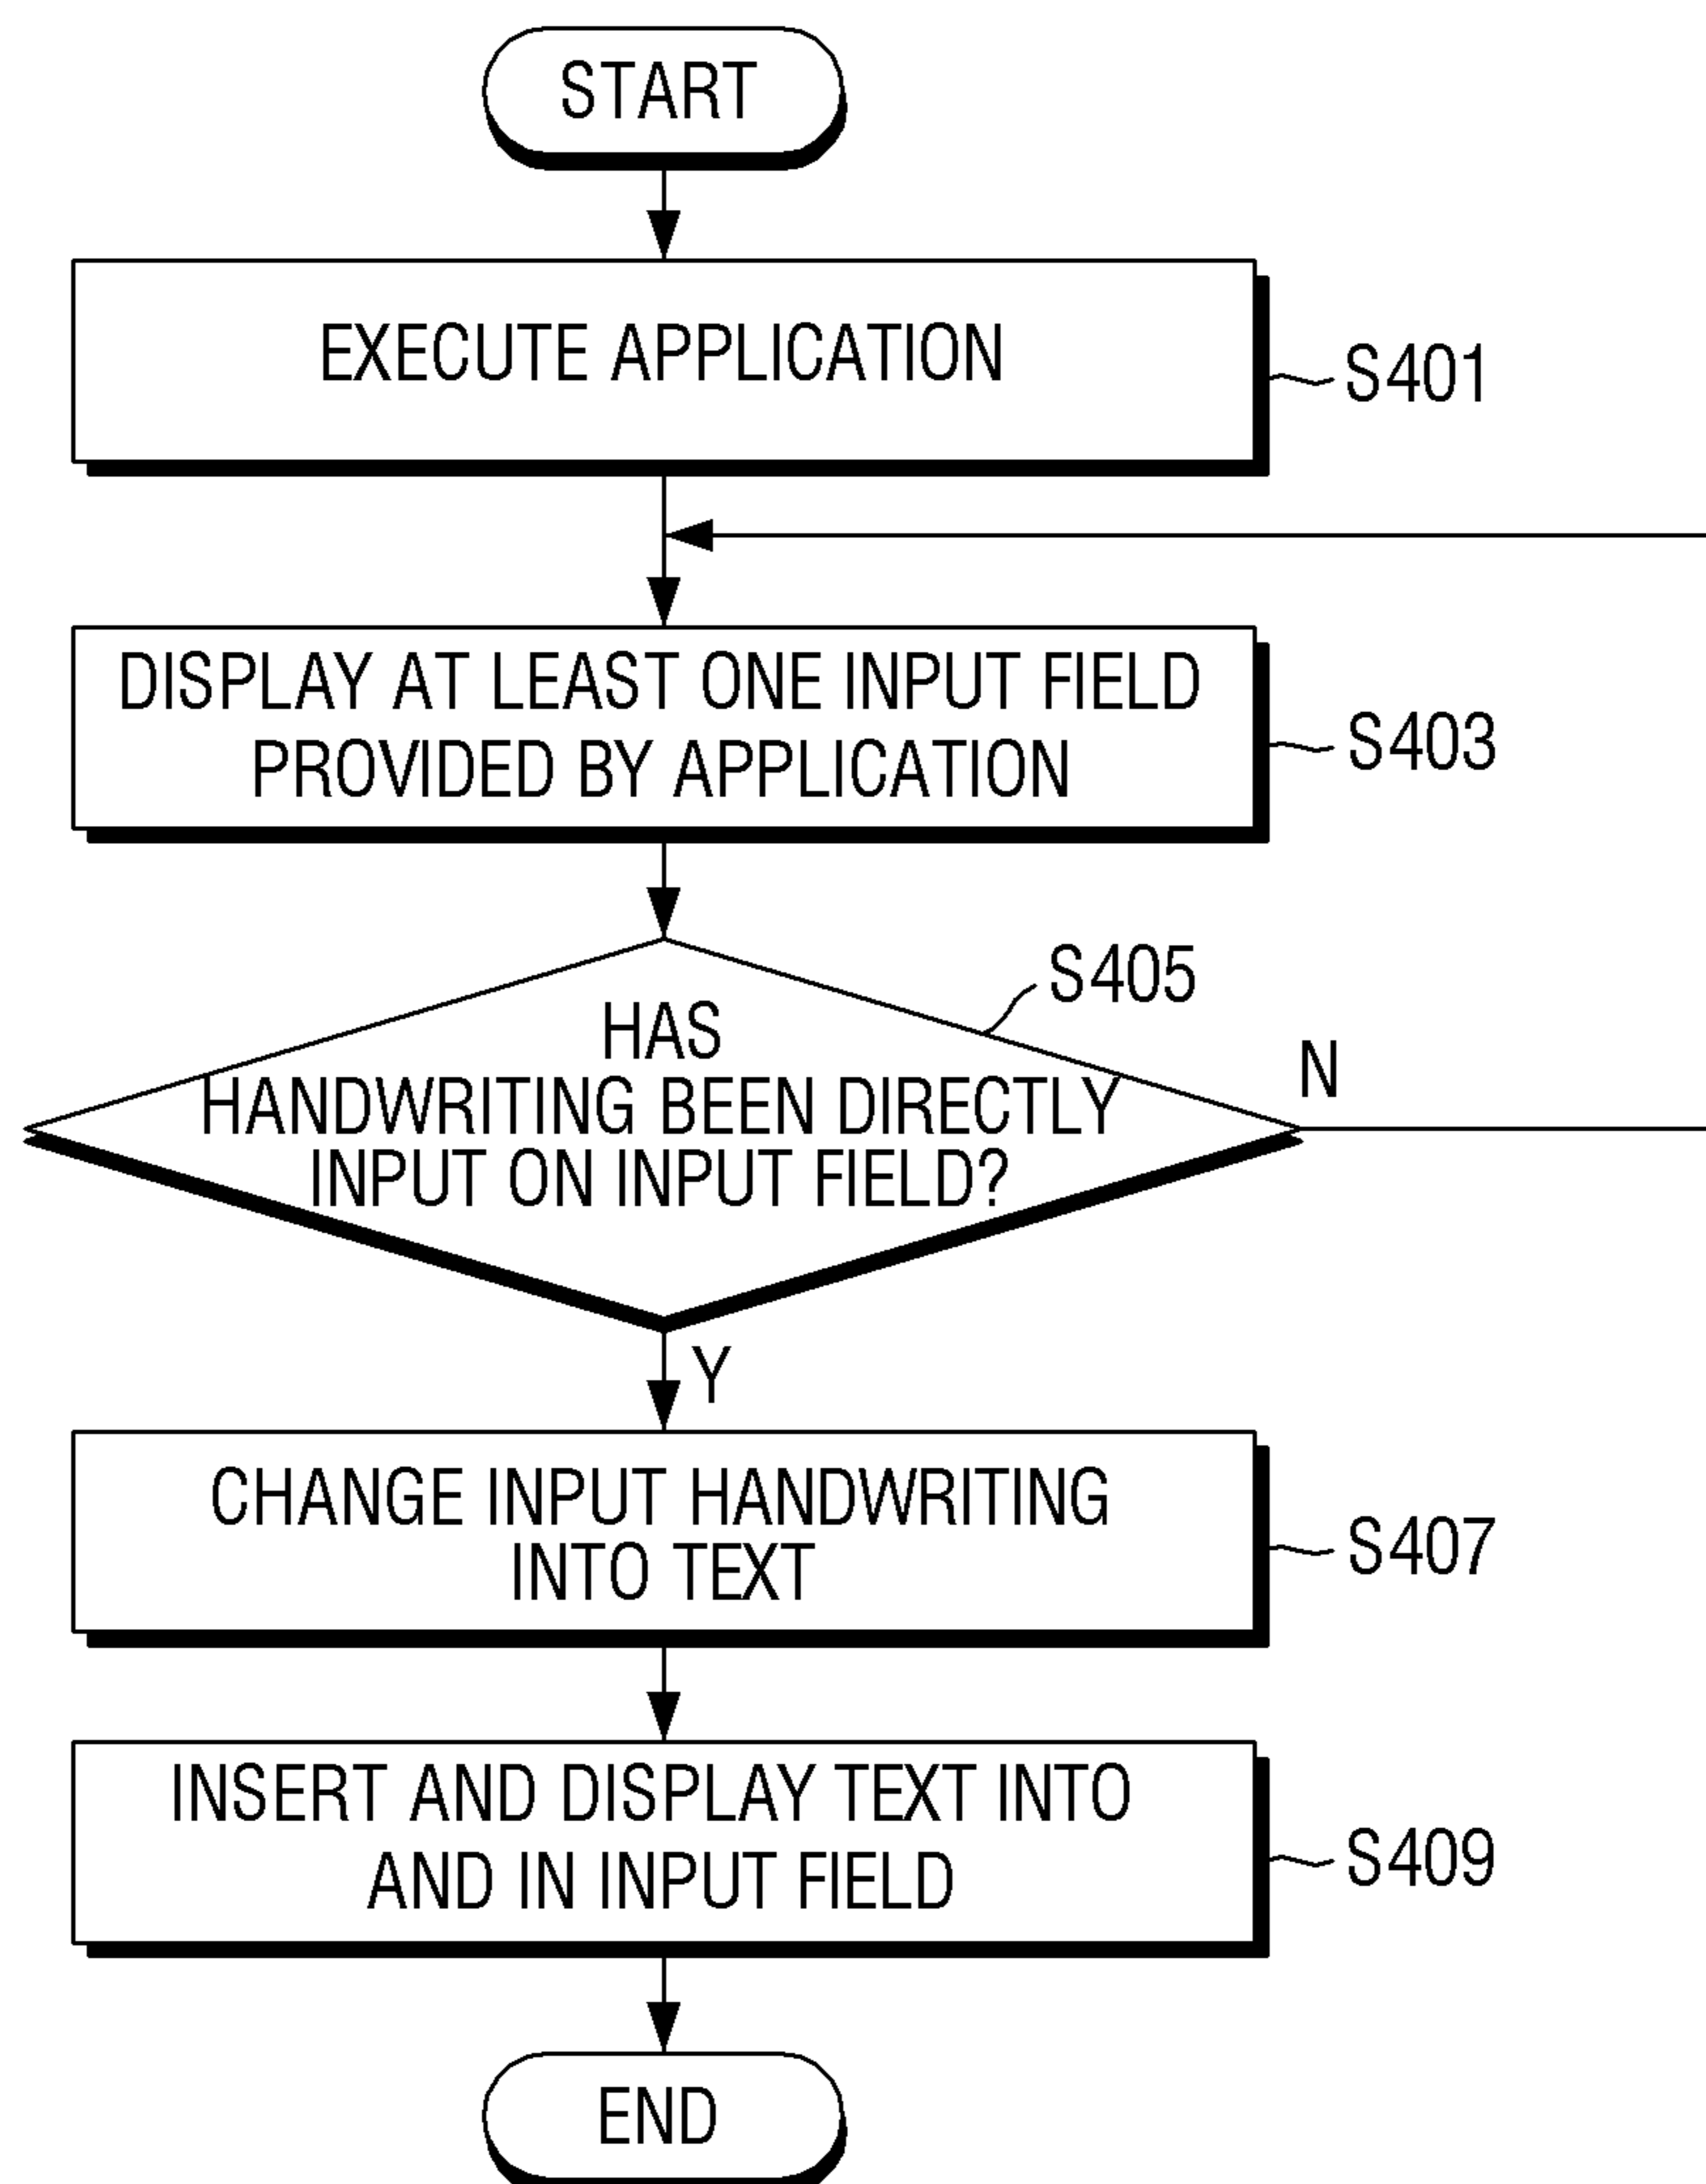 START
EXECUTE APPLICATION
S401
DISPLAY AT LEAST ONE INPUT FIELD
PROVIDED BY APPLICATION
S403
S405
HAS
HANDWRITING BEEN DIRECTLY
INPUT ON INPUT FIELD?
N
Y
CHANGE INPUT HANDWRITING
INTO TEXT
S407
INSERT AND DISPLAY TEXT INTO
AND IN INPUT FIELD
S409
END